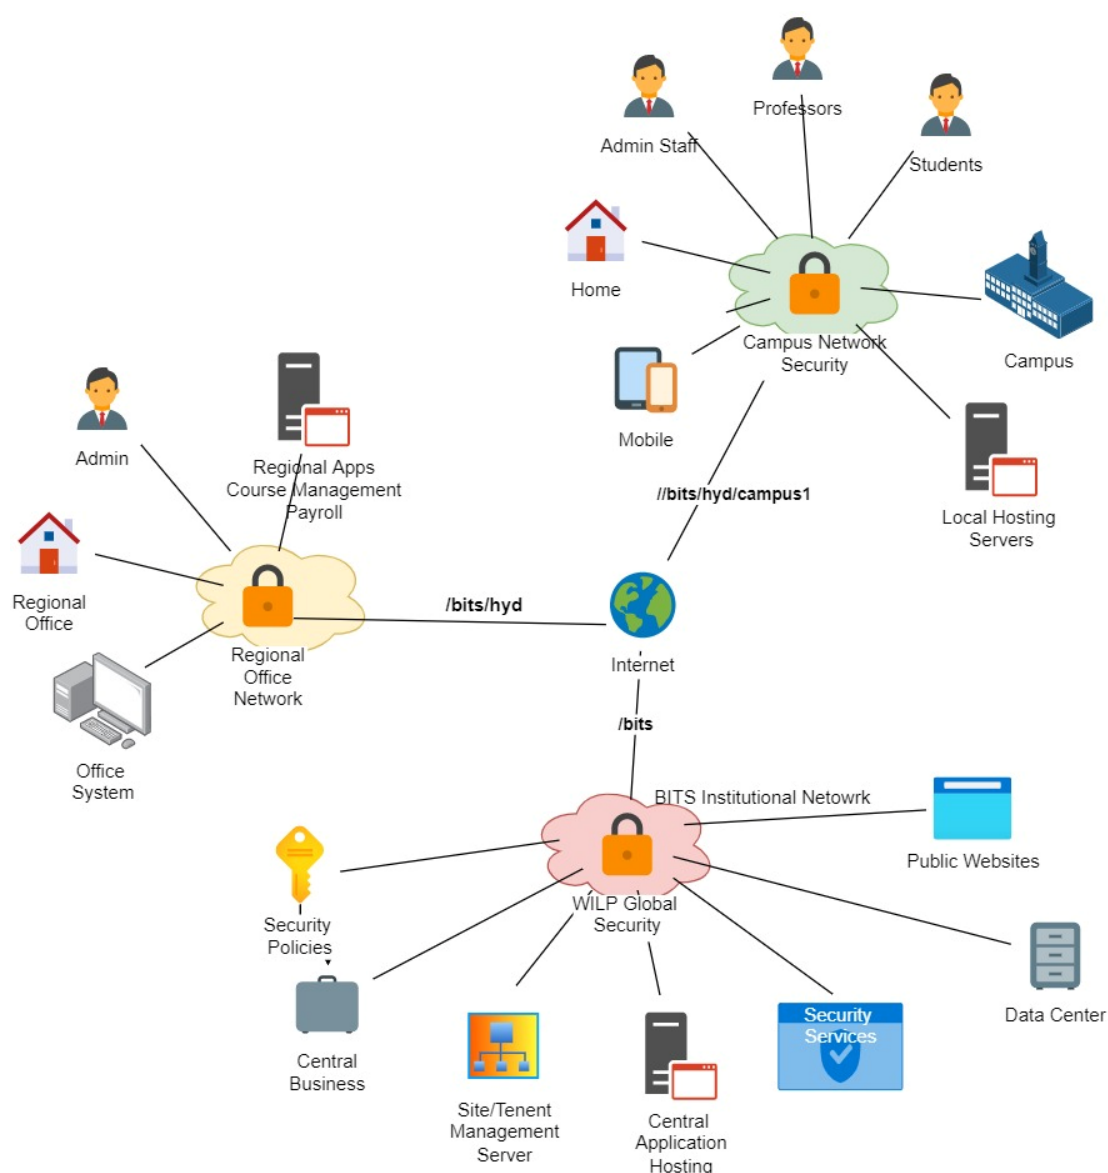 Professors
Admin Staff
Students
Home
Campus Network
Security
Campus
Mobile
Admin
Regional Apps
Course Management
Payroll
//bits/hyd/campus1
Local Hosting
Servers
Regional
Office
/bits/hyd
Regional
Office
Network
Internet
/bits
Office
System
BITS Institutional Netowrk
Public Websites
WILP Global
Security
Security
Policies
Data Center
Security
Services
Central
Business
Site/Tenent
Management
Server
Central
Application
Hosting